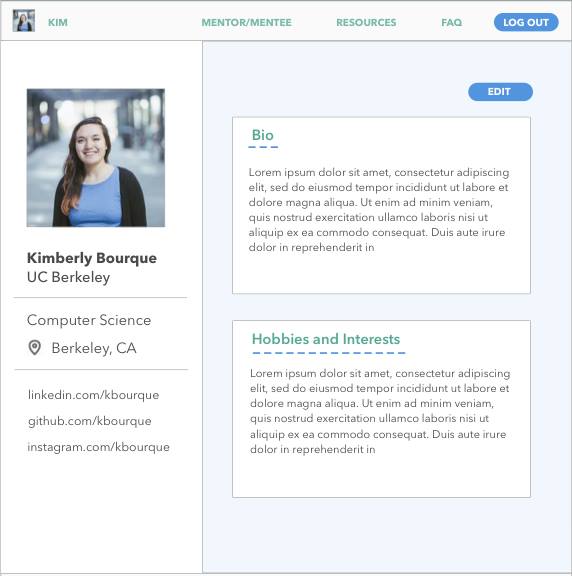 KIM MENTOR/MENTEE RESOURCES FAQ LOG OUT
Kimberly Bourque
UC Berkeley
Computer Science
Berkeley, CA
linkedin.com/kbourque
github.com/kbourque
instagram.com/kbourque
EDIT
Bio
Lorem ipsum dolor sit amet, consectetur adipiscing
elit, sed do eiusmod tempor incididunt ut labore et
dolore magna aliqua. Ut enim ad minim veniam,
quis nostrud exercitation ullamco laboris nisi ut
aliquip ex ea commodo consequat. Duis aute irure
dolor in reprehenderit in
Hobbies and Interests
Lorem ipsum dolor sit amet, consectetur adipiscing
elit, sed do eiusmod tempor incididunt ut labore et
dolore magna aliqua. Ut enim ad minim veniam,
quis nostrud exercitation ullamco laboris nisi ut
aliquip ex ea commodo consequat. Duis aute irure
dolor in reprehenderit in